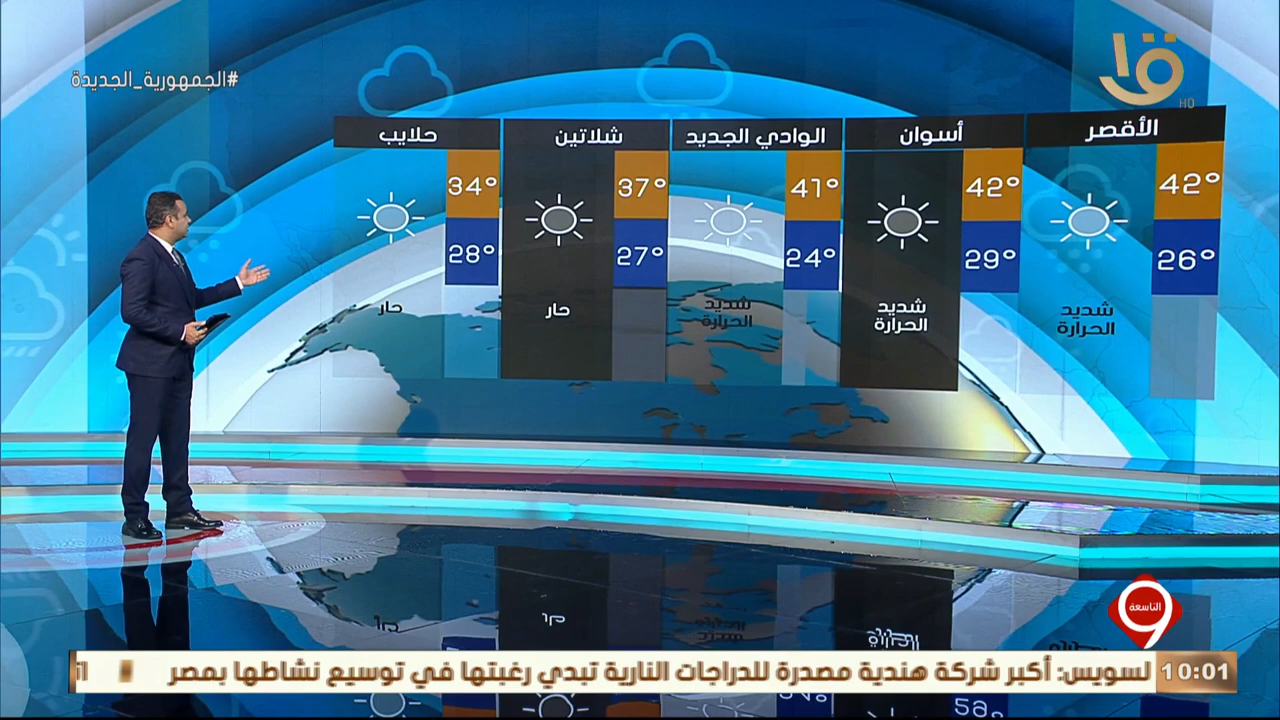 #الجمهورية_الجديدة
HD
الأقصر
42°
26°
شديد
الحرارة
أسوان
42°
29°
شديد
الحرارة
الوادي الجديد
41°
24°
شديد
الحرارة
شلاتين
37°
27°
حار
حلايب
34°
28°
حار
التاسعة
9
10:01
لسويس: أكبر شركة هندية مصدرة للدراجات النارية تبدي رغبتها في توسيع نشاطها بمصر